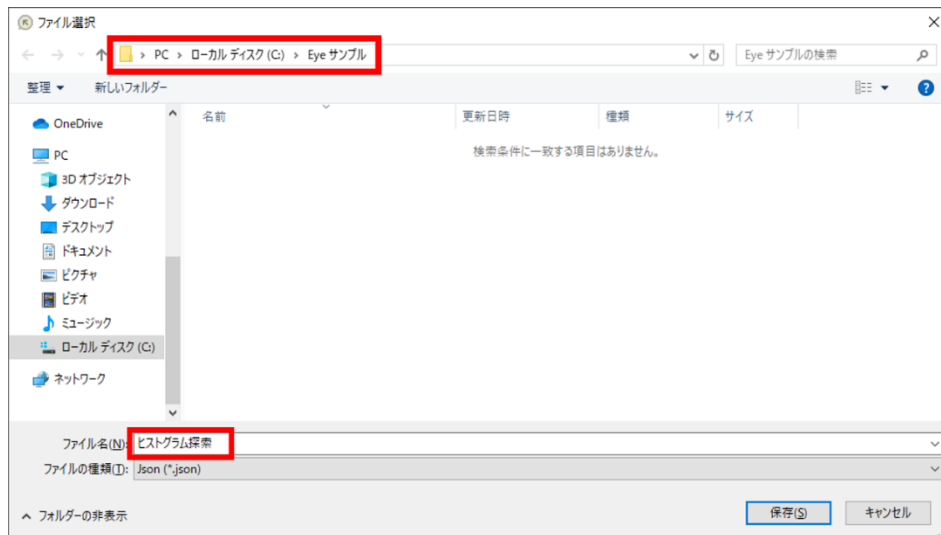 ファイル選択
PC › ローカル ディスク (C:) › Eye サンプル
Eye サンプルの検索
整理
新しいフォルダー
名前 更新日時 種類 サイズ
検索条件に一致する項目はありません。
OneDrive
PC
3D オブジェクト
ダウンロード
デスクトップ
ドキュメント
ピクチャ
ビデオ
ミュージック
ローカル ディスク (C:)
ネットワーク
ファイル名(N): ヒストグラム探索
ファイルの種類(T): Json (*.json)
フォルダーの非表示
保存(S) キャンセル